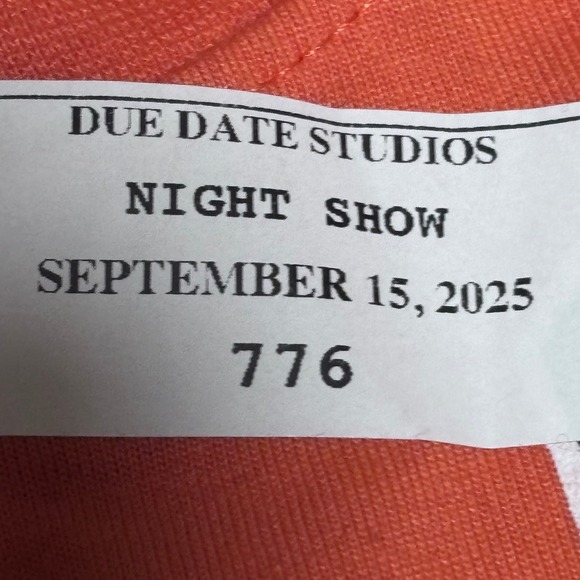 DUE DATE STUDIOS
NIGHT SHOW
SEPTEMBER 15, 2025
776